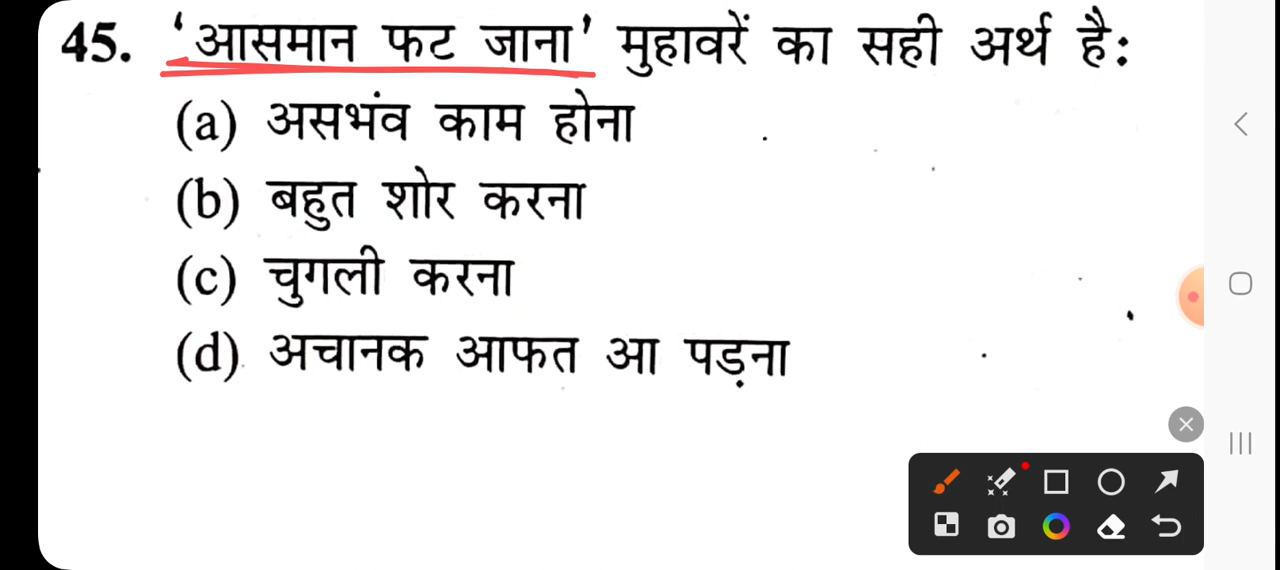 45. 'आसमान फट जाना' मुहावरें का सही अर्थ है:
(a) असभंव काम होना
(b) बहुत शोर करना
(c) चुगली करना
(d) अचानक आफत आ पड़ना